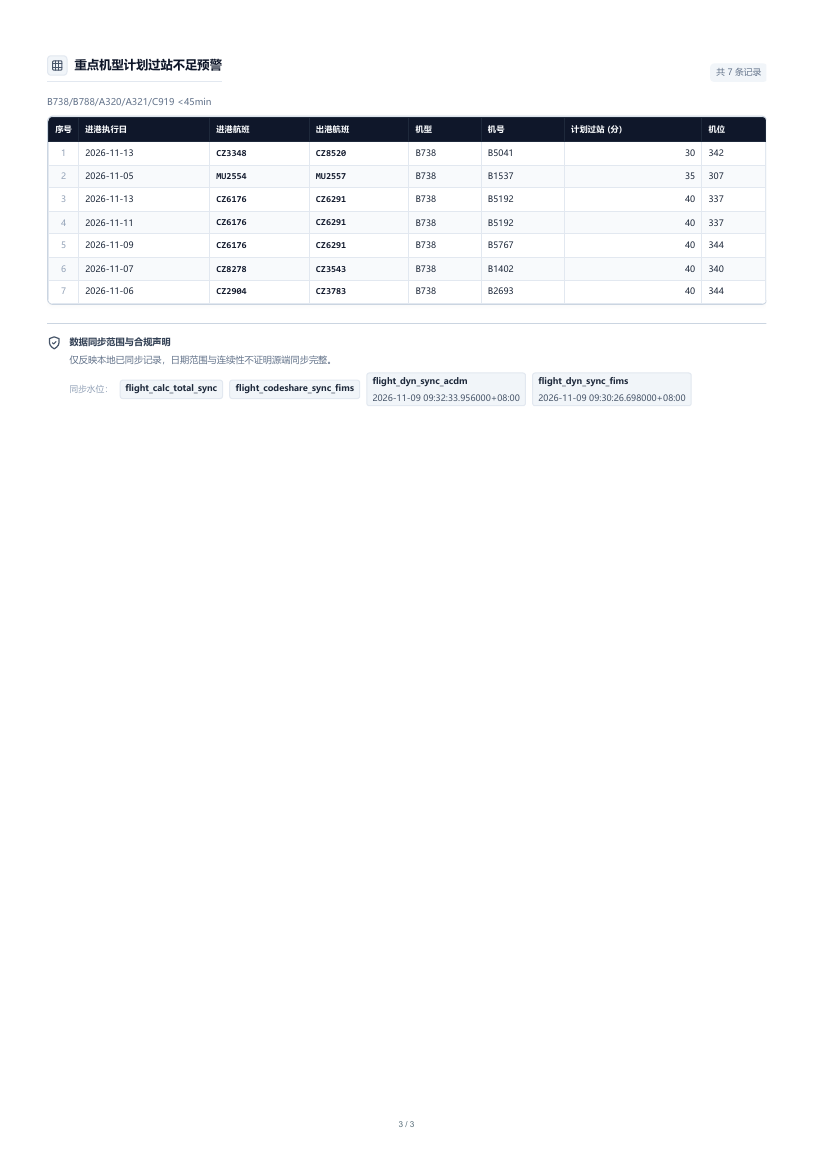 重点机型计划过站不足预警
共 7 条记录
B738/B788/A320/A321/C919 <45min
序号 进港执行日 进港航班 出港航班 机型 机号 计划过站 (分) 机位
1 2026-11-13 CZ3348 CZ8520 B738 B5041 30 342
2 2026-11-05 MU2554 MU2557 B738 B1537 35 307
3 2026-11-13 CZ6176 CZ6291 B738 B5192 40 337
4 2026-11-11 CZ6176 CZ6291 B738 B5192 40 337
5 2026-11-09 CZ6176 CZ6291 B738 B5767 40 344
6 2026-11-07 CZ8278 CZ3543 B738 B1402 40 340
7 2026-11-06 CZ2904 CZ3783 B738 B2693 40 344
数据同步范围与合规声明
仅反映本地已同步记录，日期范围与连续性不证明源端同步完整。
同步水位： flight_calc_total_sync flight_codeshare_sync_fims
flight_dyn_sync_acdm
2026-11-09 09:32:33.956000+08:00
flight_dyn_sync_fims
2026-11-09 09:30:26.698000+08:00
3 / 3